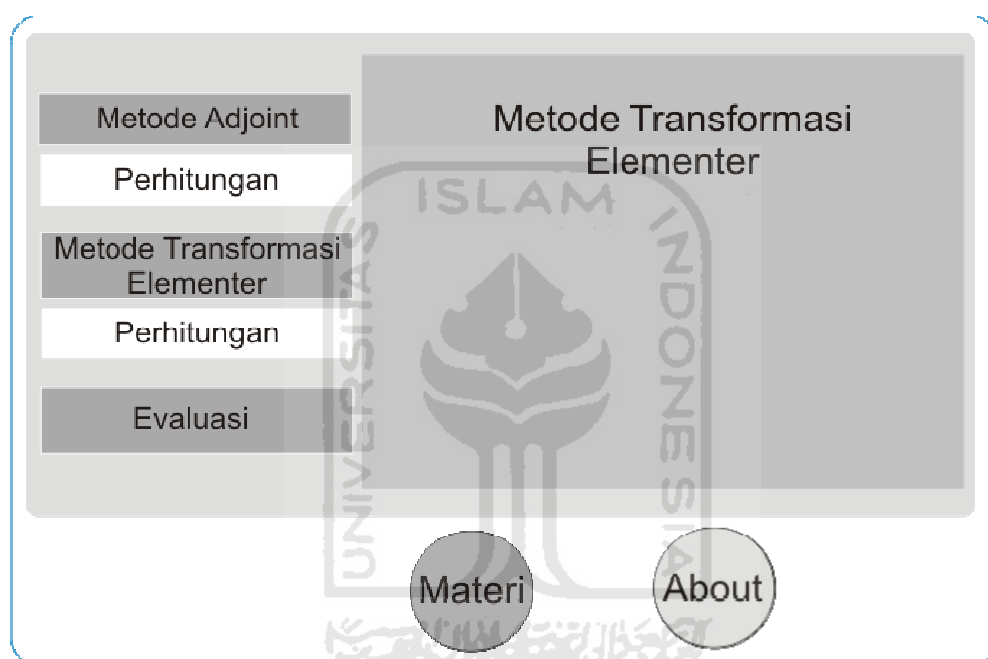 Metode Adjoint
Perhitungan
Metode Transformasi
Elementer
Perhitungan
Evaluasi
Metode Transformasi
Elementer
UNIVERSITAS
ISLAM
INDONESIA
Materi
About